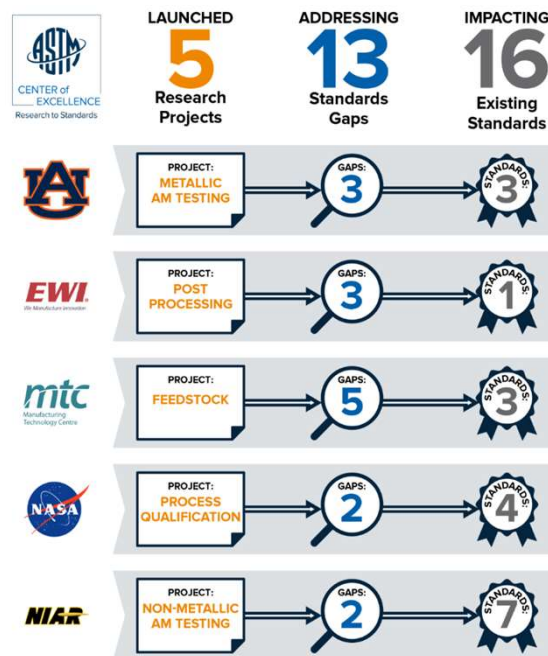 ASTM
CENTER of
EXCELLENCE
Research to Standards
LAUNCHED
5
Research
Projects
ADDRESSING
13
Standards
Gaps
IMPACTING
16
Existing
Standards
AU
PROJECT:
METALLIC
AM TESTING
GAPS:
3
STANDARDS:
3
EWI®
We Manufacture Innovation
PROJECT:
POST
PROCESSING
GAPS:
3
STANDARDS:
1
mtc
Manufacturing
Technology Centre
PROJECT:
FEEDSTOCK
GAPS:
5
STANDARDS:
3
NASA
PROJECT:
PROCESS
QUALIFICATION
GAPS:
2
STANDARDS:
4
NIAR
PROJECT:
NON-METALLIC
AM TESTING
GAPS:
2
STANDARDS:
7